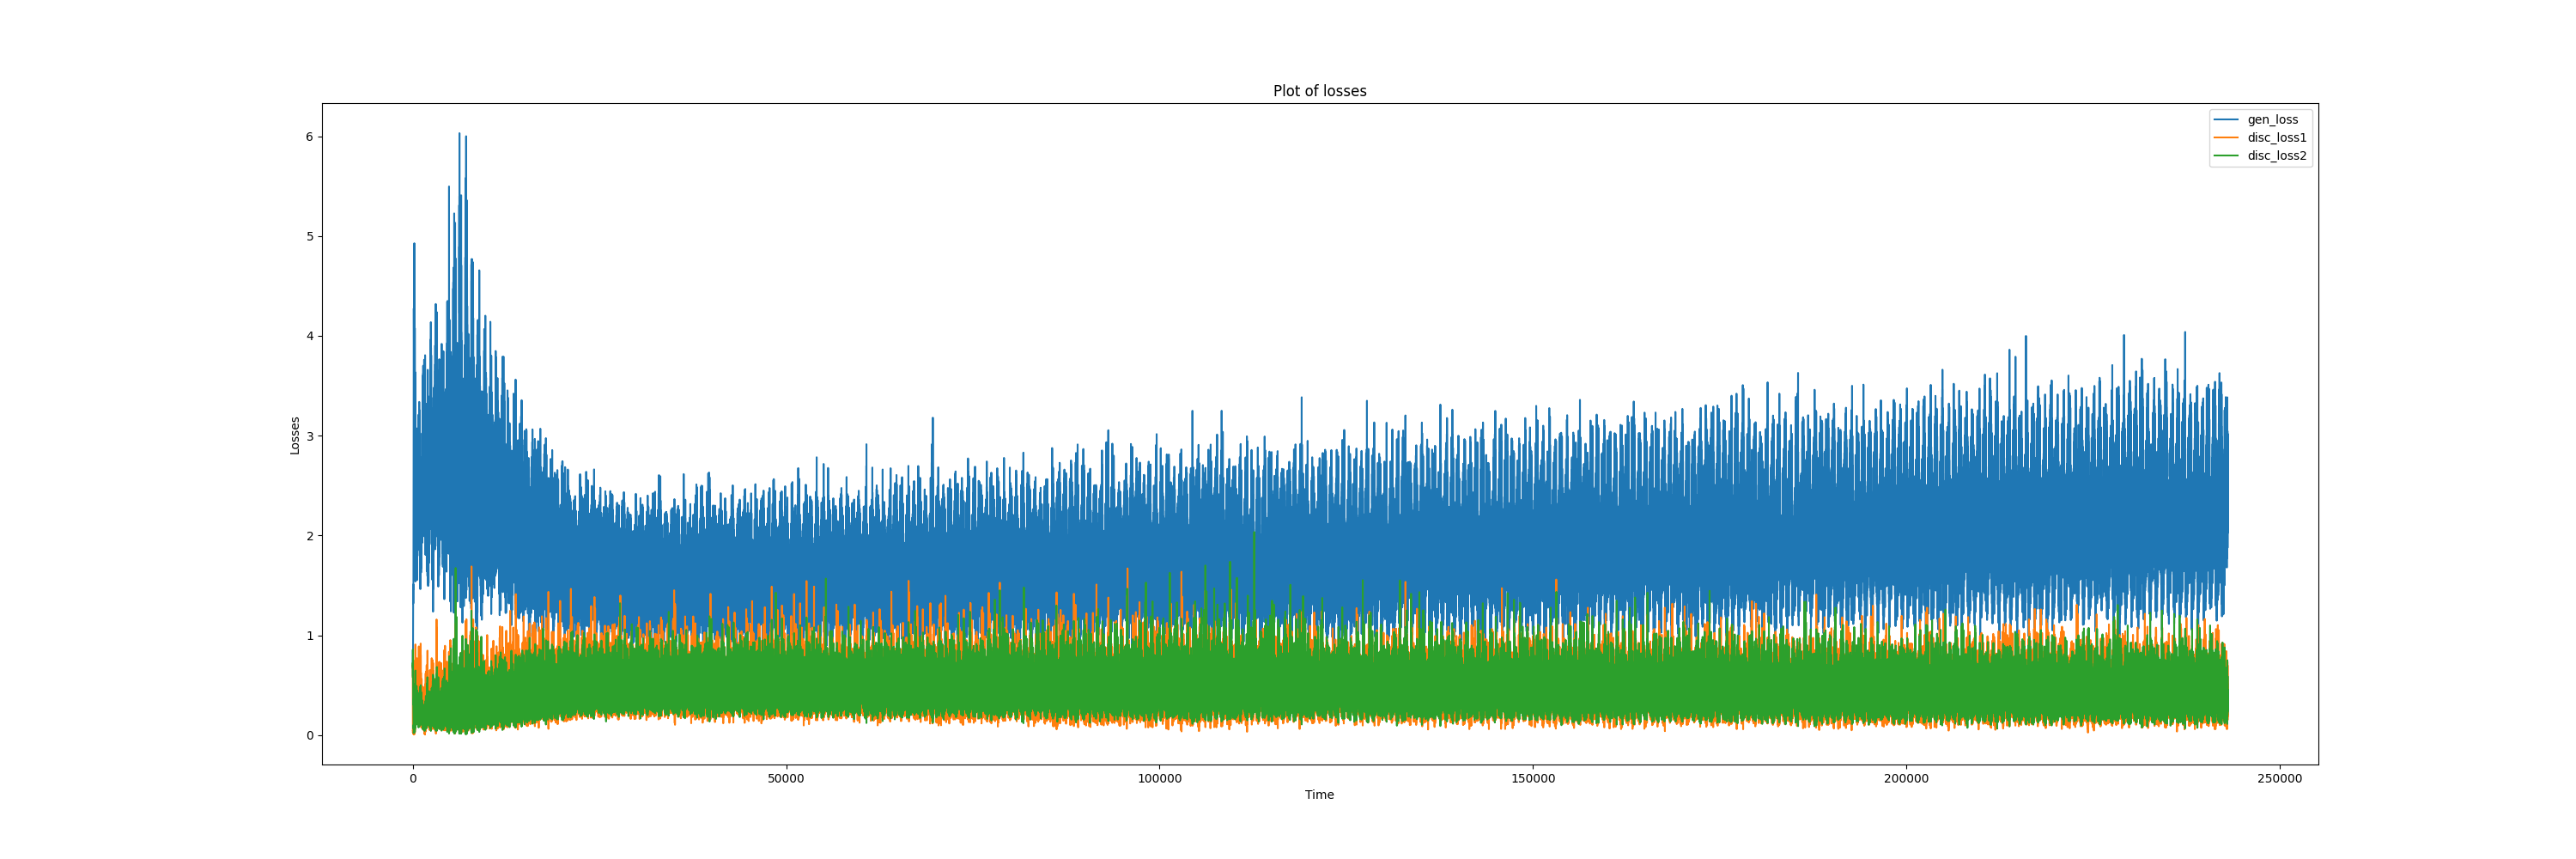 Plot of losses
gen_loss
disc_loss1
disc_loss2
Losses
6
5
4
3
2
1
0
0 50000 100000 150000 200000 250000
Time